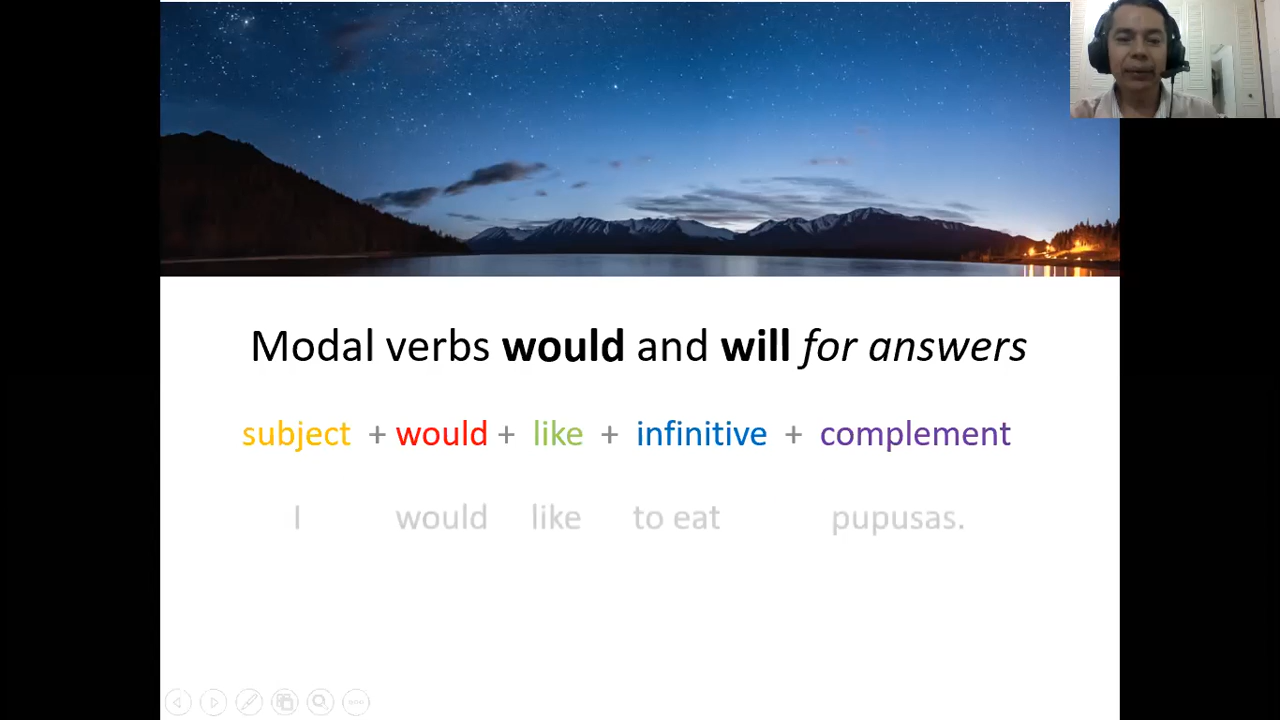 Modal verbs would and will for answers
subject + would + like + infinitive + complement
I would like to eat pupusas.